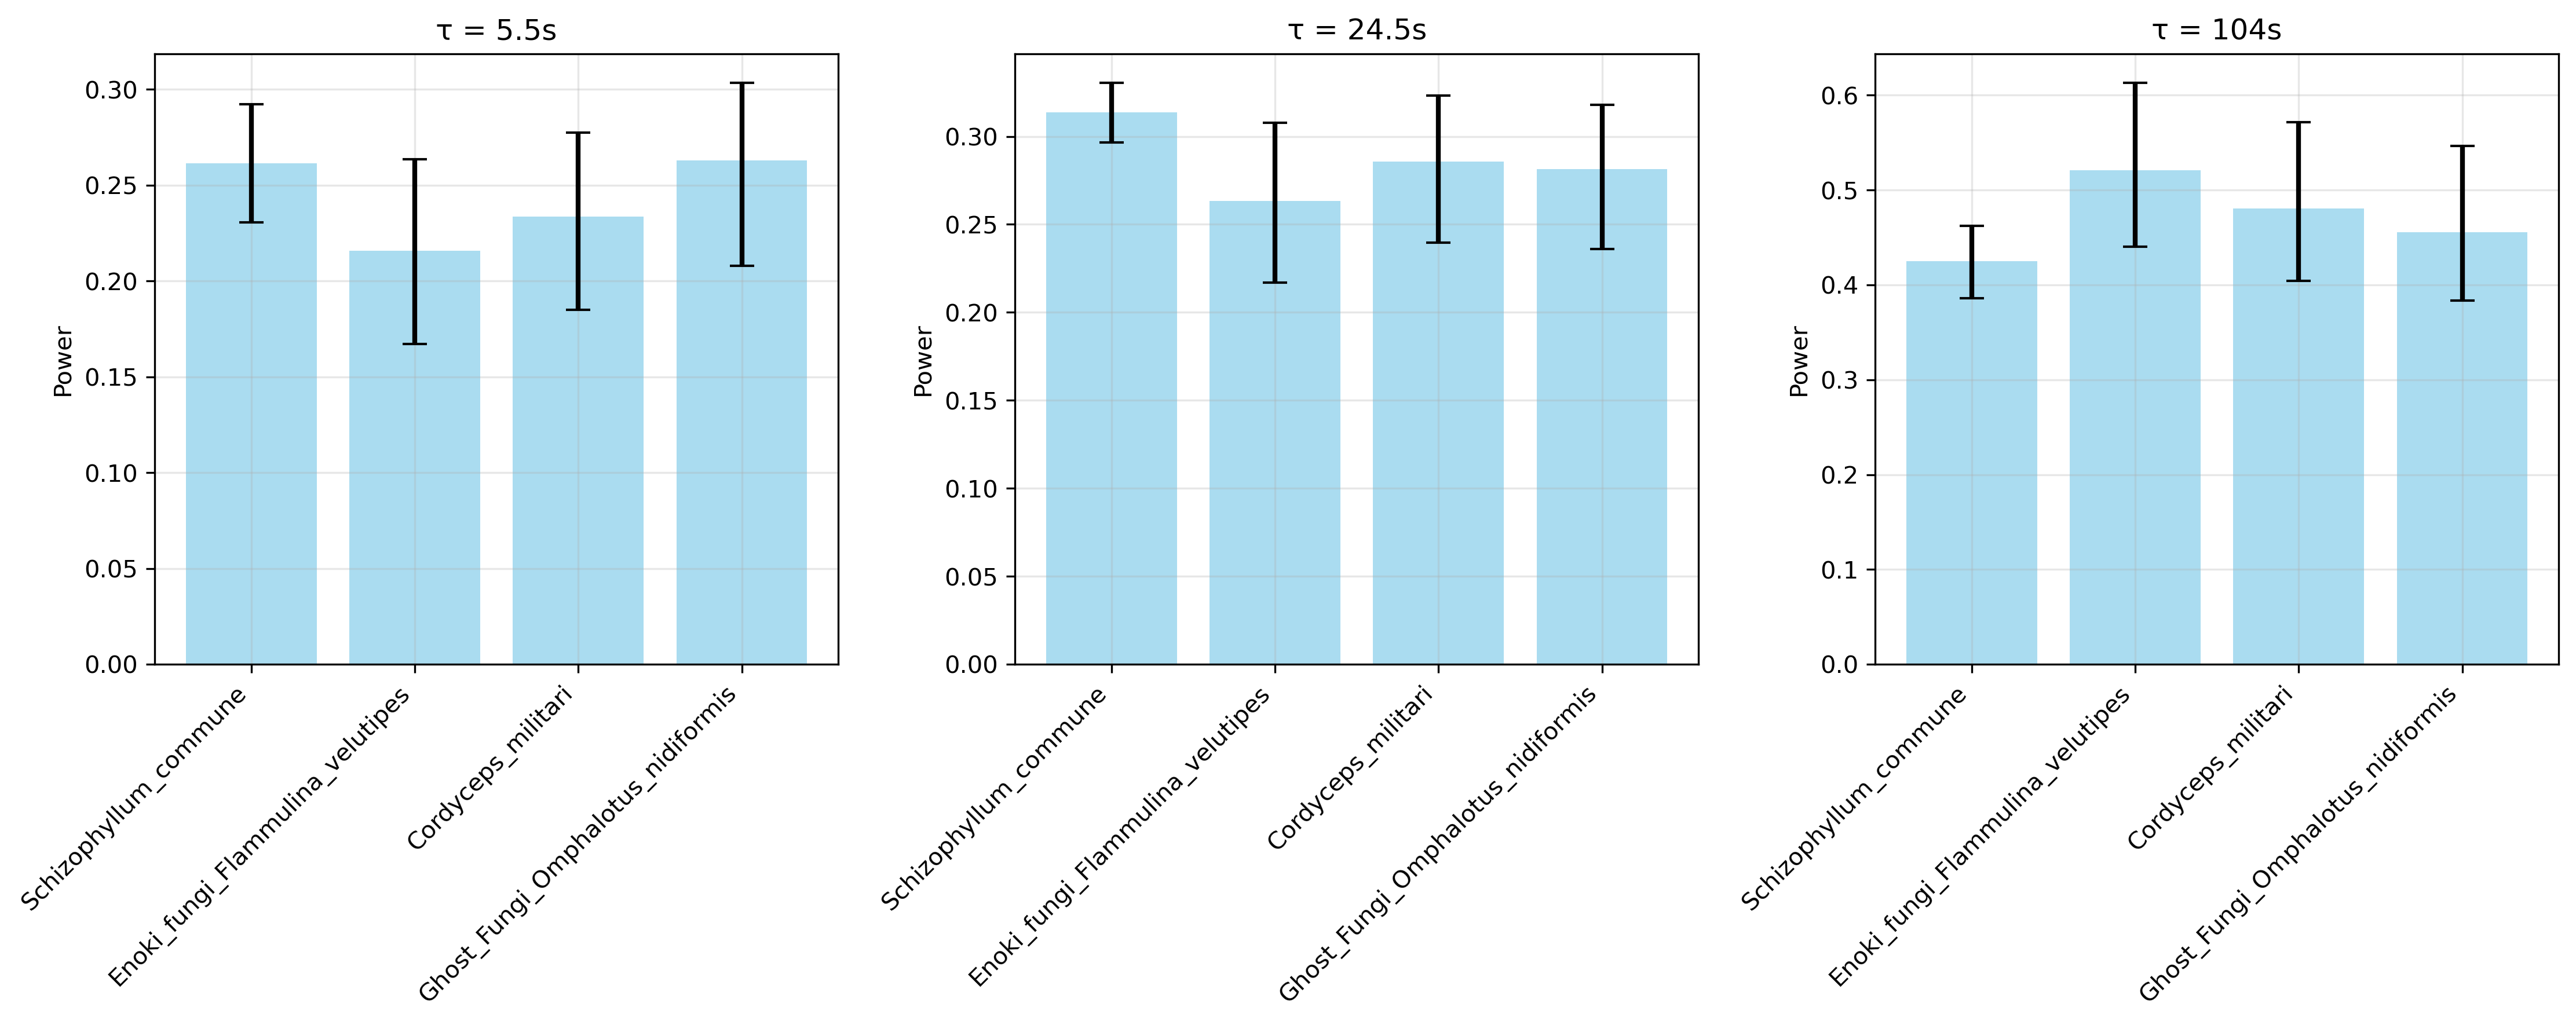 τ = 5.5s
Power
0.30
0.25
0.20
0.15
0.10
0.05
0.00
Schizophyllum_commune
Enoki_fungi_Flammulina_velutipes
Cordyceps_militari
Ghost_Fungi_Omphalotus_nidiformis
τ = 24.5s
Power
0.30
0.25
0.20
0.15
0.10
0.05
0.00
Schizophyllum_commune
Enoki_fungi_Flammulina_velutipes
Cordyceps_militari
Ghost_Fungi_Omphalotus_nidiformis
τ = 104s
Power
0.6
0.5
0.4
0.3
0.2
0.1
0.0
Schizophyllum_commune
Enoki_fungi_Flammulina_velutipes
Cordyceps_militari
Ghost_Fungi_Omphalotus_nidiformis